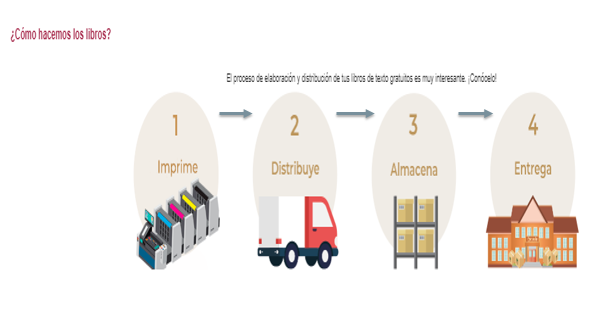 ¿Cómo hacemos los libros?
El proceso de elaboración y distribución de tus libros de texto gratuitos es muy interesante. ¡Conócelo!
1
2
3
4
Imprime
Distribuye
Almacena
Entrega